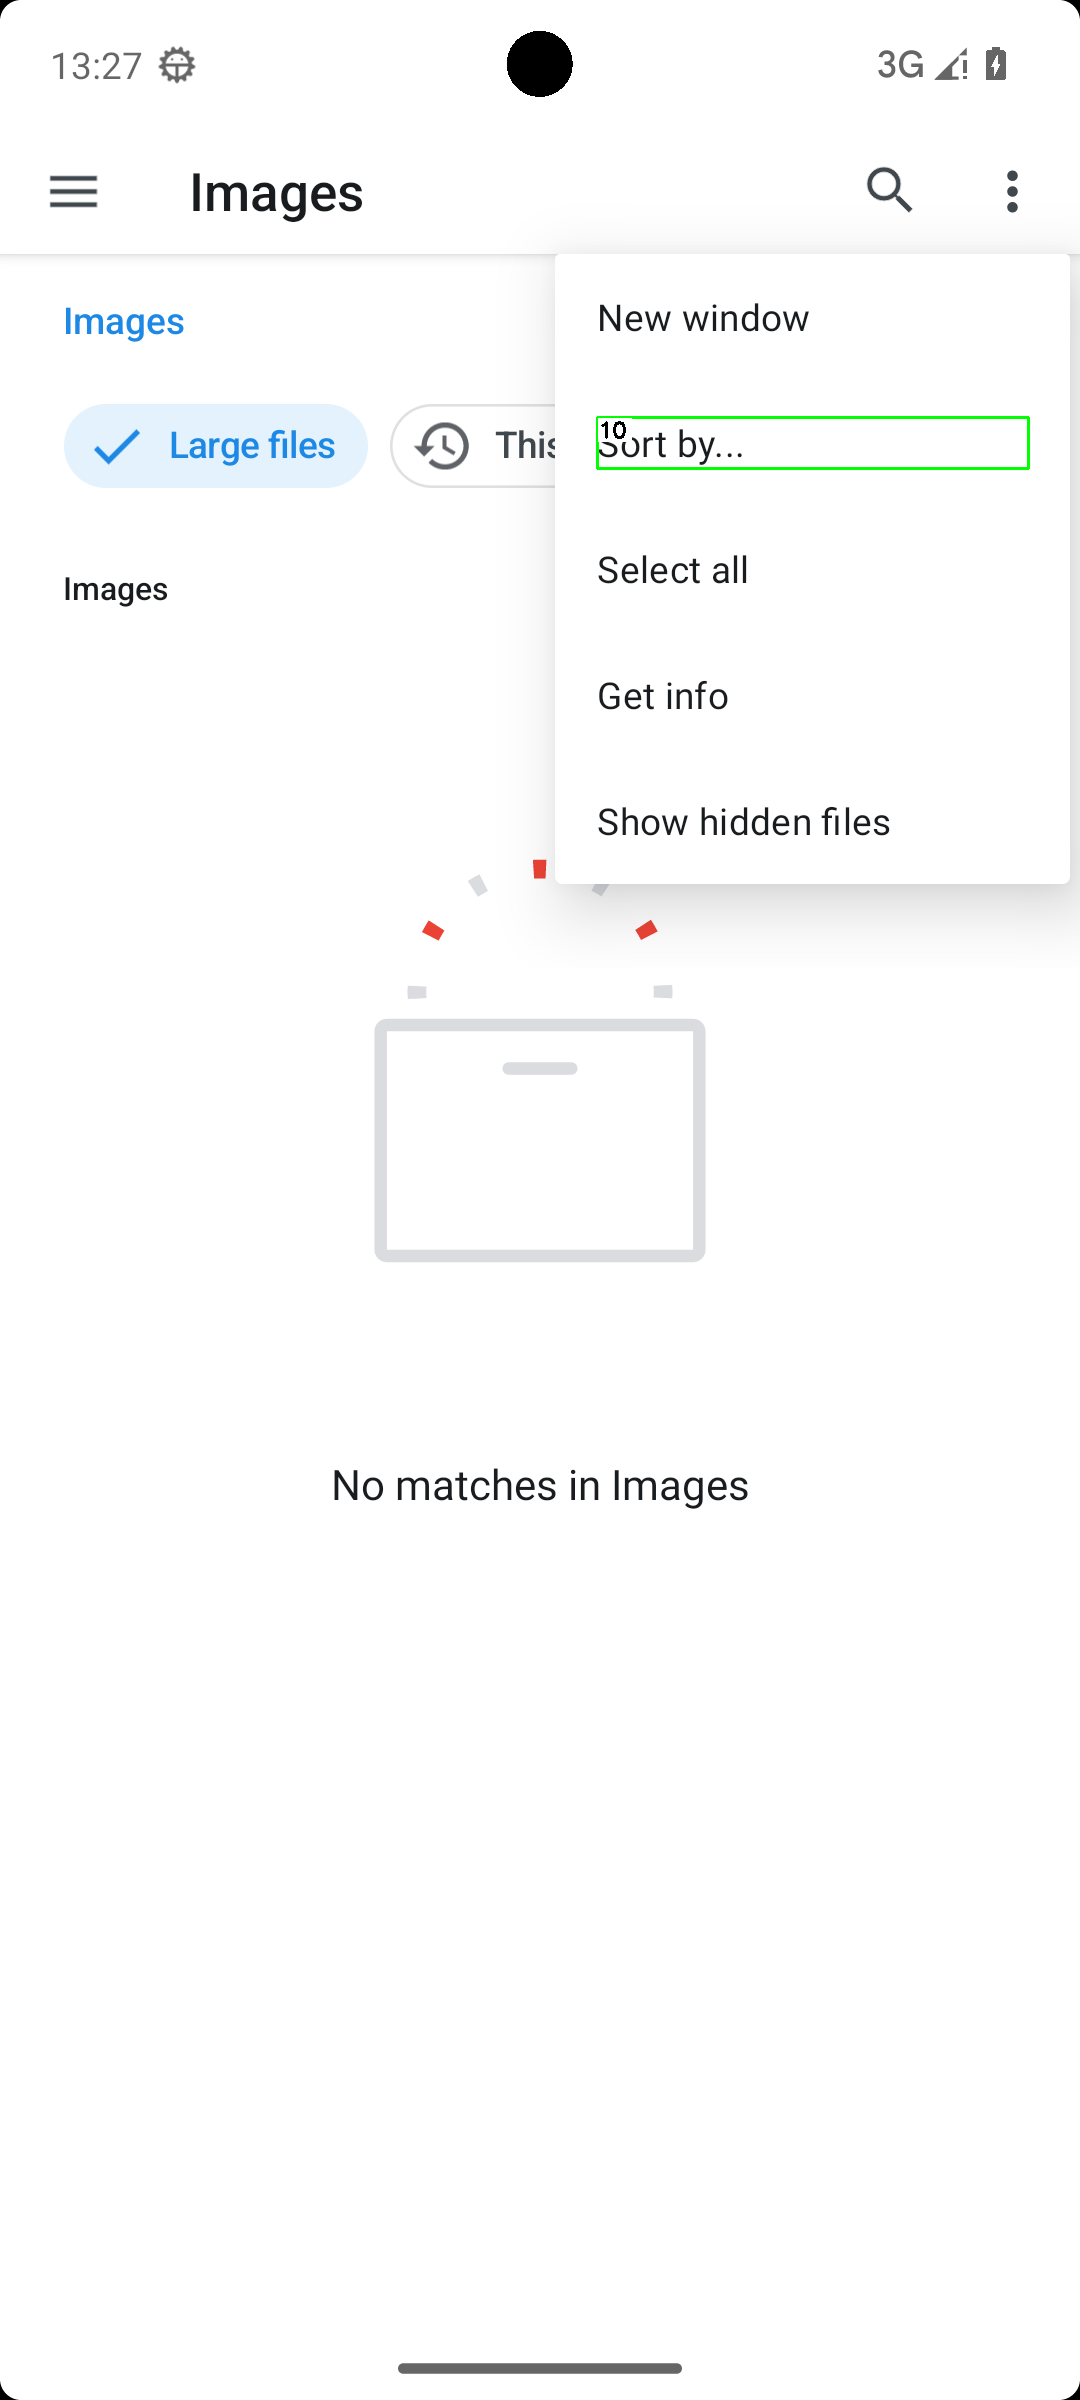 13:27
3G
Images
Images
New window
10
Sort by...
Large files
This
Select all
Images
Get info
Show hidden files
No matches in Images